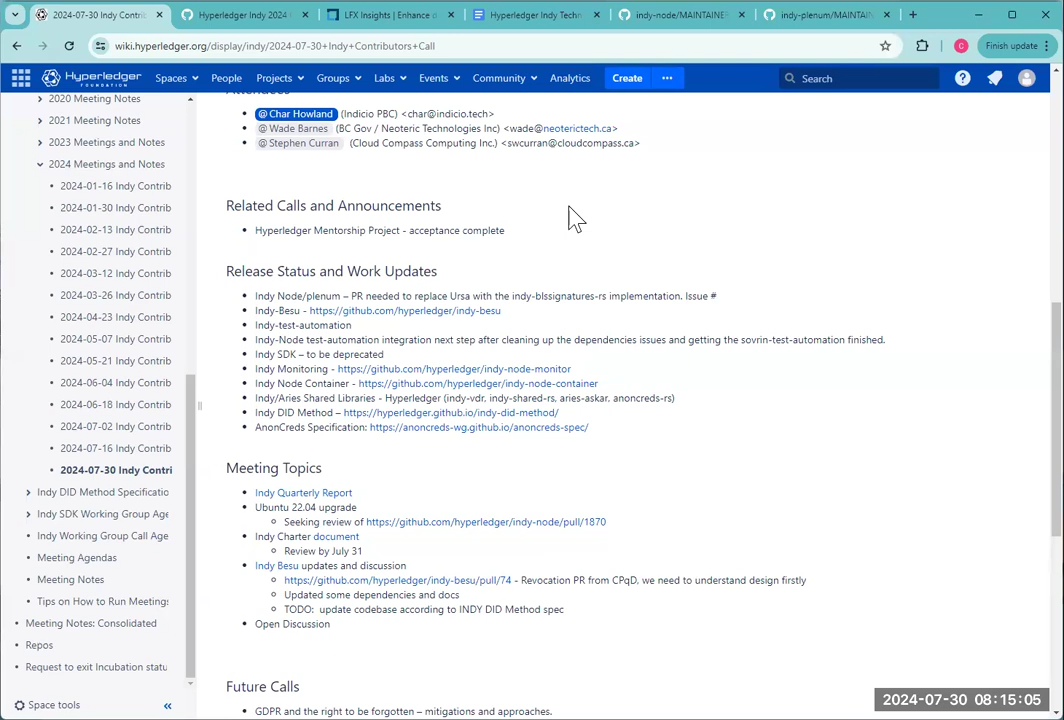 2024-07-30 Indy Contributors
Hyperledger Indy 2024
LFX Insights | Enhance
Hyperledger Indy Techn
indy-node/MAINTAINER
indy-plenum/MAINTAIN
wiki.hyperledger.org/display/indy/2024-07-30+Indy+Contributors+Call
C
Finish update
HYPERLEDGER
FOUNDATION
Spaces
People
Projects
Groups
Labs
Events
Community
Analytics
Create
Search
2020 Meeting Notes
2021 Meeting Notes
2023 Meetings and Notes
2024 Meetings and Notes
2024-01-16 Indy Contrib
2024-01-30 Indy Contrib
2024-02-13 Indy Contrib
2024-02-27 Indy Contrib
2024-03-12 Indy Contrib
2024-03-26 Indy Contrib
2024-04-23 Indy Contrib
2024-05-07 Indy Contrib
2024-05-21 Indy Contrib
2024-06-04 Indy Contrib
2024-06-18 Indy Contrib
2024-07-02 Indy Contrib
2024-07-16 Indy Contrib
2024-07-30 Indy Contri
Indy DID Method Specificatio
Indy SDK Working Group Age
Indy Working Group Call Age
Meeting Agendas
Meeting Notes
Tips on How to Run Meeting
Meeting Notes: Consolidated
Repos
Request to exit Incubation statu
Space tools
Attendees
@Char Howland (Indicio PBC) <char@indicio.tech>
@Wade Barnes (BC Gov / Neoteric Technologies Inc) <wade@neoterictech.ca>
@Stephen Curran (Cloud Compass Computing Inc.) <swcurran@cloudcompass.ca>
Related Calls and Announcements
Hyperledger Mentorship Project - acceptance complete
Release Status and Work Updates
Indy Node/plenum – PR needed to replace Ursa with the indy-blssignatures-rs implementation. Issue #
Indy-Besu - https://github.com/hyperledger/indy-besu
Indy-test-automation
Indy-Node test-automation integration next step after cleaning up the dependencies issues and getting the sovrin-test-automation finished.
Indy SDK – to be deprecated
Indy Monitoring - https://github.com/hyperledger/indy-node-monitor
Indy Node Container - https://github.com/hyperledger/indy-node-container
Indy/Aries Shared Libraries - Hyperledger (indy-vdr, indy-shared-rs, aries-askar, anoncreds-rs)
Indy DID Method – https://hyperledger.github.io/indy-did-method/
AnonCreds Specification: https://anoncreds-wg.github.io/anoncreds-spec/
Meeting Topics
Indy Quarterly Report
Ubuntu 22.04 upgrade
Seeking review of https://github.com/hyperledger/indy-node/pull/1870
Indy Charter document
Review by July 31
Indy Besu updates and discussion
https://github.com/hyperledger/indy-besu/pull/74 - Revocation PR from CPqD, we need to understand design firstly
Updated some dependencies and docs
TODO: update codebase according to INDY DID Method spec
Open Discussion
Future Calls
GDPR and the right to be forgotten – mitigations and approaches.
2024-07-30 08:15:05